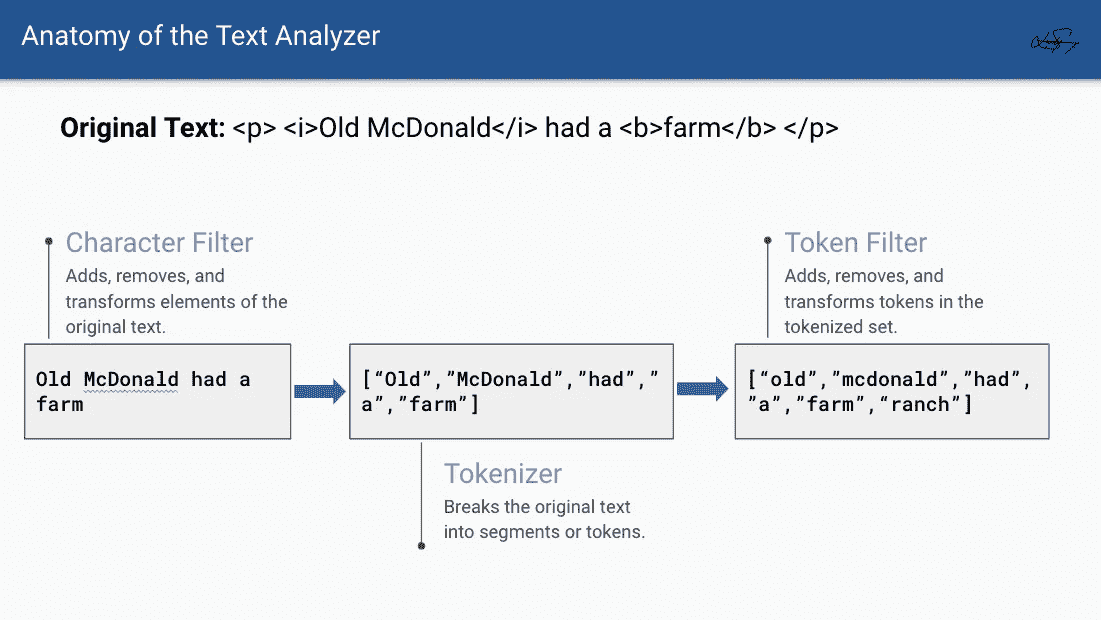 Anatomy of the Text Analyzer
Original Text: <p> <i>Old McDonald</i> had a <b>farm</b> </p>
Character Filter
Adds, removes, and
transforms elements of the
original text.
Old McDonald had a
farm
["Old","McDonald","had","
a","farm"]
Tokenizer
Breaks the original text
into segments or tokens.
Token Filter
Adds, removes, and
transforms tokens in the
tokenized set.
[“old”,”mcdonald”,”had”,
”a”,”farm”,“ranch”]